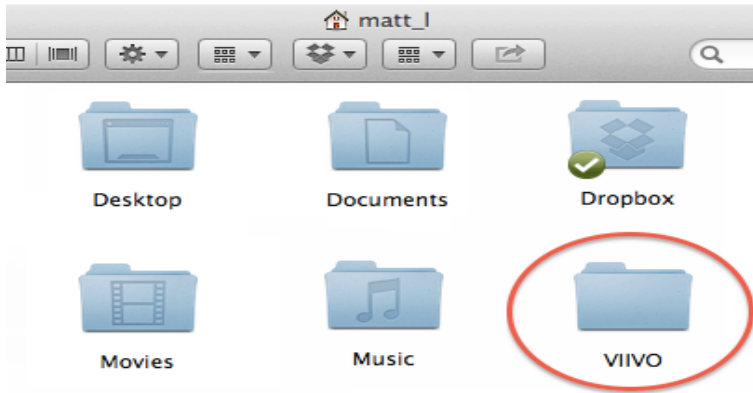 matt_l
Desktop
Documents
Dropbox
Movies
Music
VIIVO